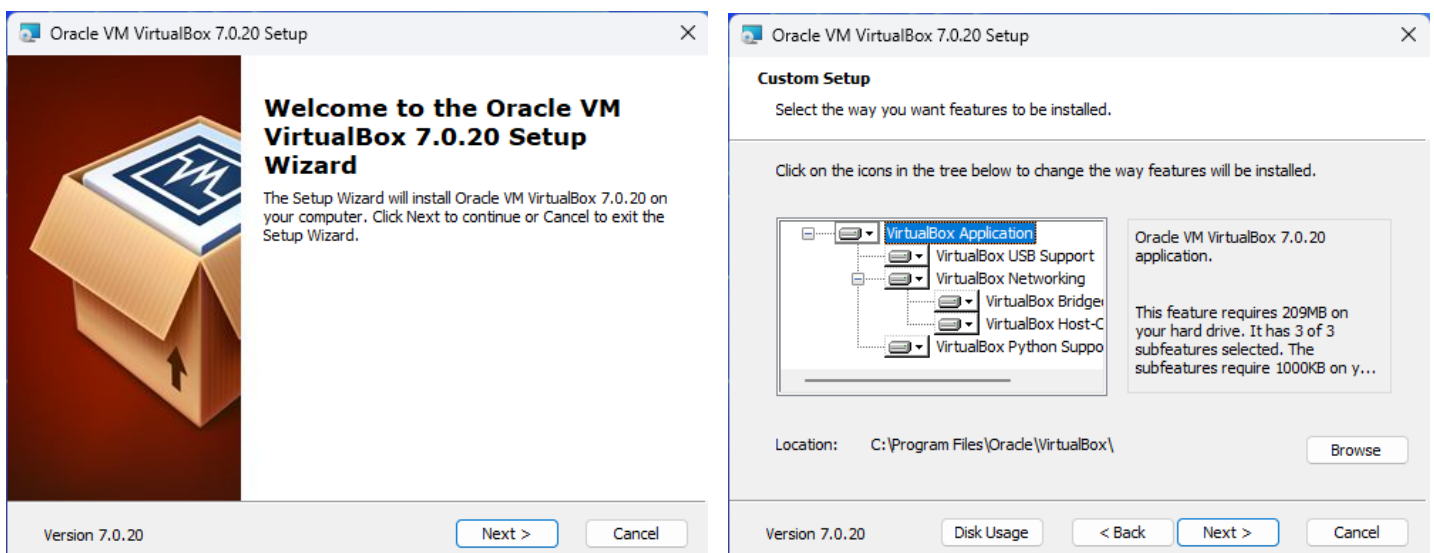 Oracle VM VirtualBox 7.0.20 Setup
Welcome to the Oracle VM
VirtualBox 7.0.20 Setup
Wizard
The Setup Wizard will install Oracle VM VirtualBox 7.0.20 on
your computer. Click Next to continue or Cancel to exit the
Setup Wizard.
Version 7.0.20
Next >
Cancel
Oracle VM VirtualBox 7.0.20 Setup
Custom Setup
Select the way you want features to be installed.
Click on the icons in the tree below to change the way features will be installed.
VirtualBox Application
VirtualBox USB Support
VirtualBox Networking
VirtualBox Bridge
VirtualBox Host-C
VirtualBox Python Suppo
Oracle VM VirtualBox 7.0.20
application.
This feature requires 209MB on
your hard drive. It has 3 of 3
subfeatures selected. The
subfeatures require 1000KB on y...
Location: C:\Program Files\Oracle\VirtualBox\
Browse
Version 7.0.20
Disk Usage
< Back
Next >
Cancel